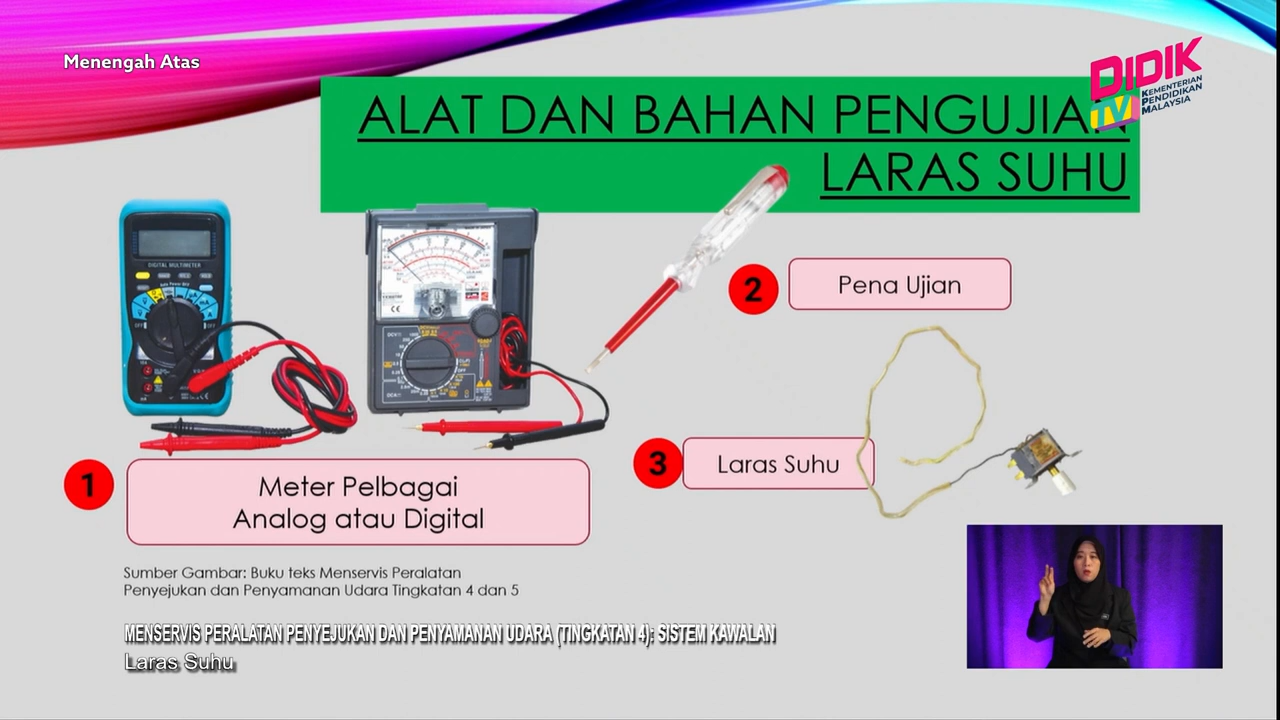 Menengah Atas
DIDIK
TV
KEMENTERIAN
PENDIDIKAN
MALAYSIA
ALAT DAN BAHAN PENGUJIAN
LARAS SUHU
DIGITAL MULTIMETER
2
Pena Ujian
3
Laras Suhu
1
Meter Pelbagai
Analog atau Digital
Sumber Gambar: Buku teks Menservis Peralatan
Penyejukan dan Penyamanan Udara Tingkatan 4 dan 5
MENSERVIS PERALATAN PENYEJUKAN DAN PENYAMANAN UDARA (TINGKATAN 4): SISTEM KAWALAN
Laras Suhu